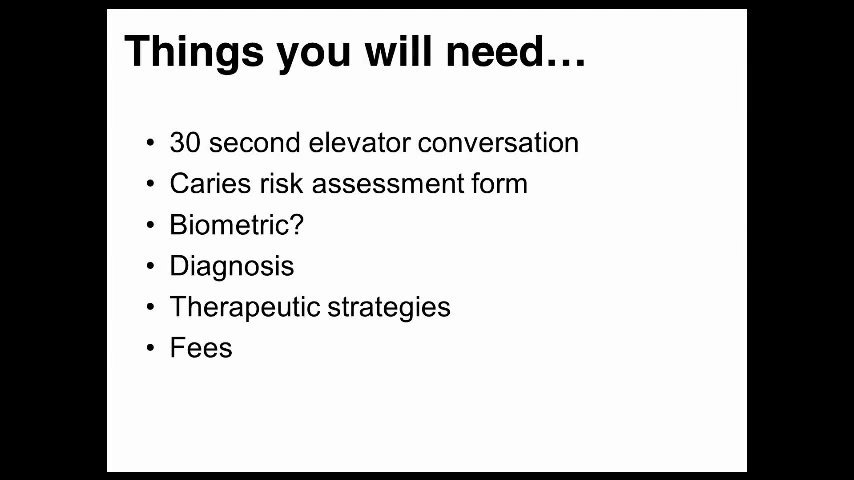 Things you will need...
• 30 second elevator conversation
• Caries risk assessment form
• Biometric?
• Diagnosis
• Therapeutic strategies
• Fees